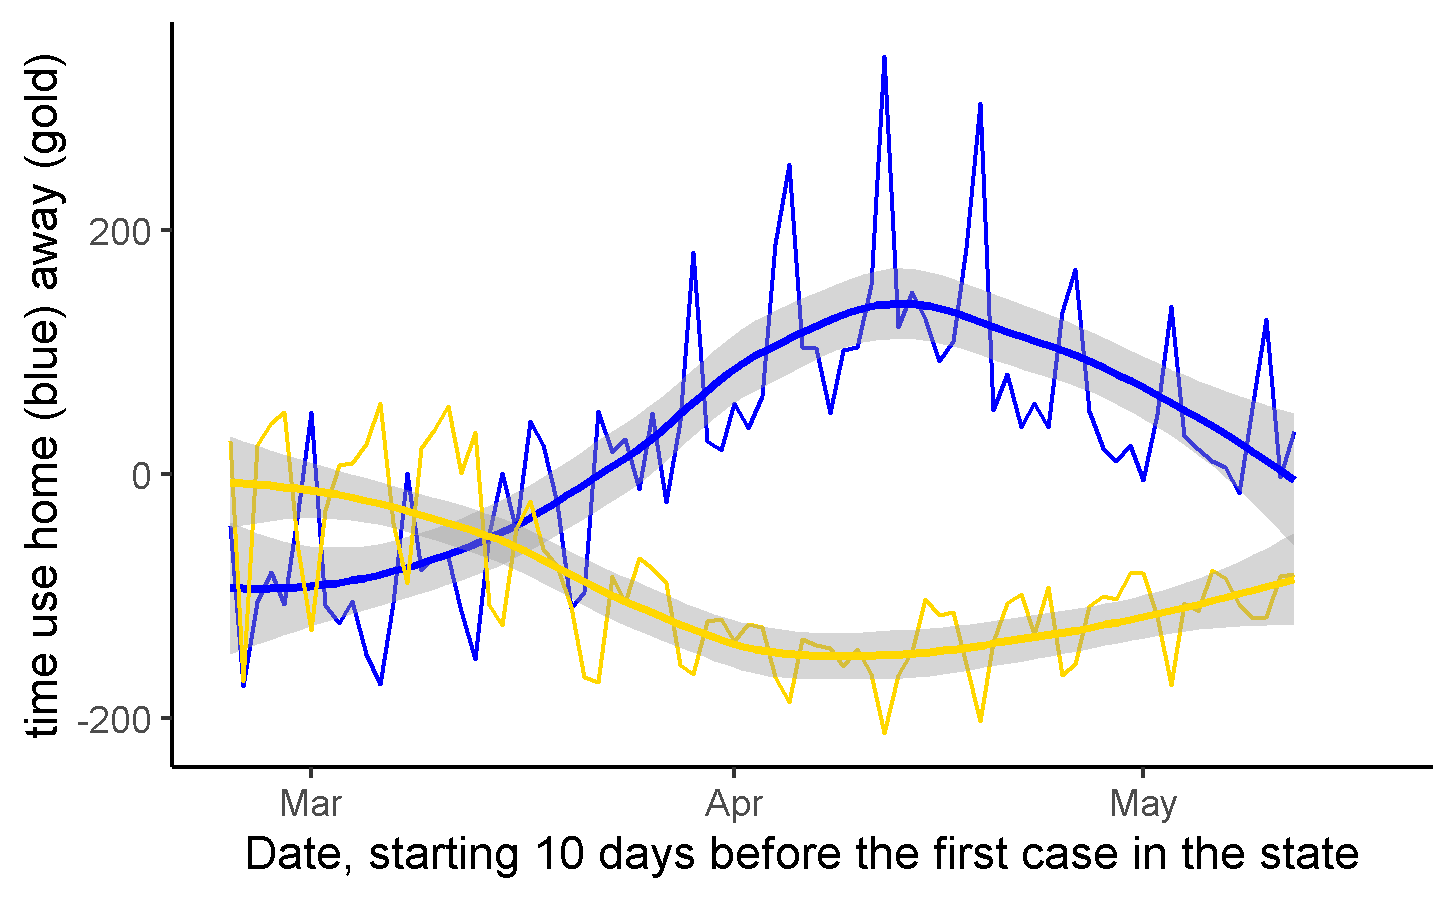 time use home (blue) away (gold)
200
0
-200
Mar
Apr
May
Date, starting 10 days before the first case in the state